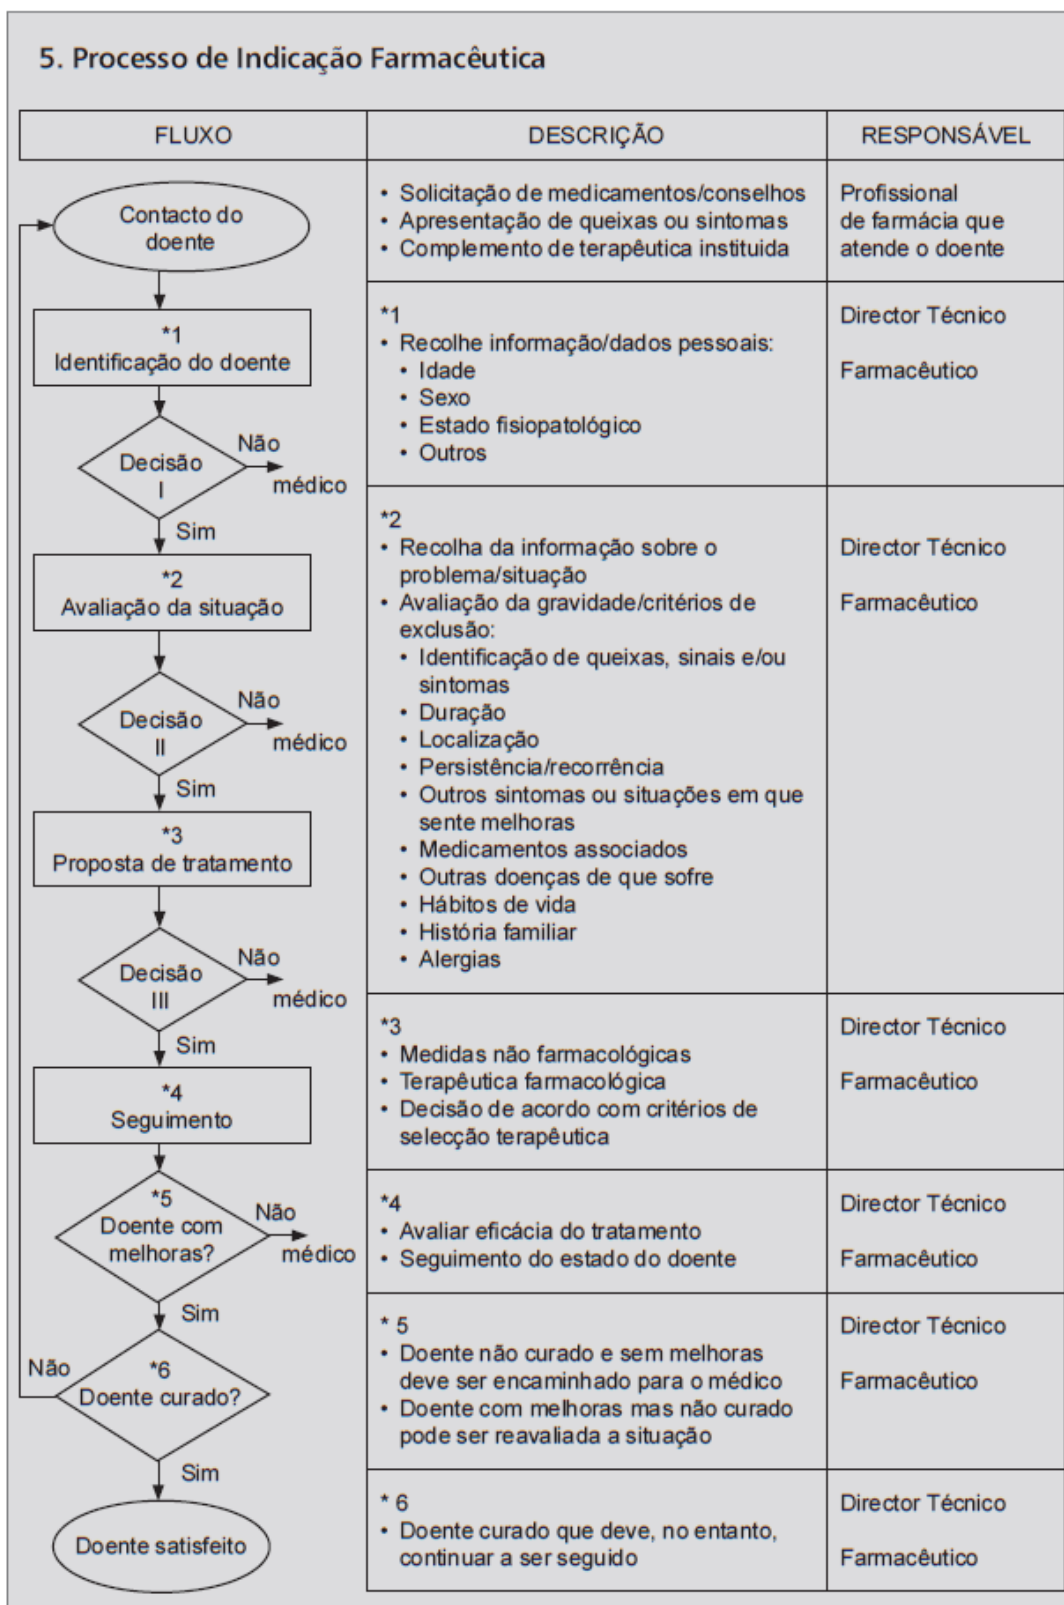 5. Processo de Indicação Farmacêutica
FLUXO
DESCRIÇÃO
RESPONSÁVEL
Contacto do
doente
• Solicitação de medicamentos/conselhos
• Apresentação de queixas ou sintomas
• Complemento de terapêutica instituida
Profissional
de farmácia que
atende o doente
*1
Identificação do doente
*1
• Recolhe informação/dados pessoais:
• Idade
• Sexo
• Estado fisiopatológico
• Outros
Director Técnico
Farmacêutico
Decisão
I
Não
médico
Sim
*2
Avaliação da situação
Decisão
II
Não
médico
Sim
*3
Proposta de tratamento
*2
• Recolha da informação sobre o
problema/situação
• Avaliação da gravidade/critérios de
exclusão:
• Identificação de queixas, sinais e/ou
sintomas
• Duração
• Localização
• Persistência/recorrência
• Outros sintomas ou situações em que
sente melhoras
• Medicamentos associados
• Outras doenças de que sofre
• Hábitos de vida
• História familiar
• Alergias
Director Técnico
Farmacêutico
Decisão
III
Não
médico
Sim
*4
Seguimento
*3
• Medidas não farmacológicas
• Terapêutica farmacológica
• Decisão de acordo com critérios de
selecção terapêutica
Director Técnico
Farmacêutico
*5
Doente com
melhoras?
Não
médico
Sim
*4
• Avaliar eficácia do tratamento
• Seguimento do estado do doente
Director Técnico
Farmacêutico
*6
Doente curado?
Não
Sim
* 5
• Doente não curado e sem melhoras
deve ser encaminhado para o médico
• Doente com melhoras mas não curado
pode ser reavaliada a situação
Director Técnico
Farmacêutico
Doente satisfeito
* 6
• Doente curado que deve, no entanto,
continuar a ser seguido
Director Técnico
Farmacêutico